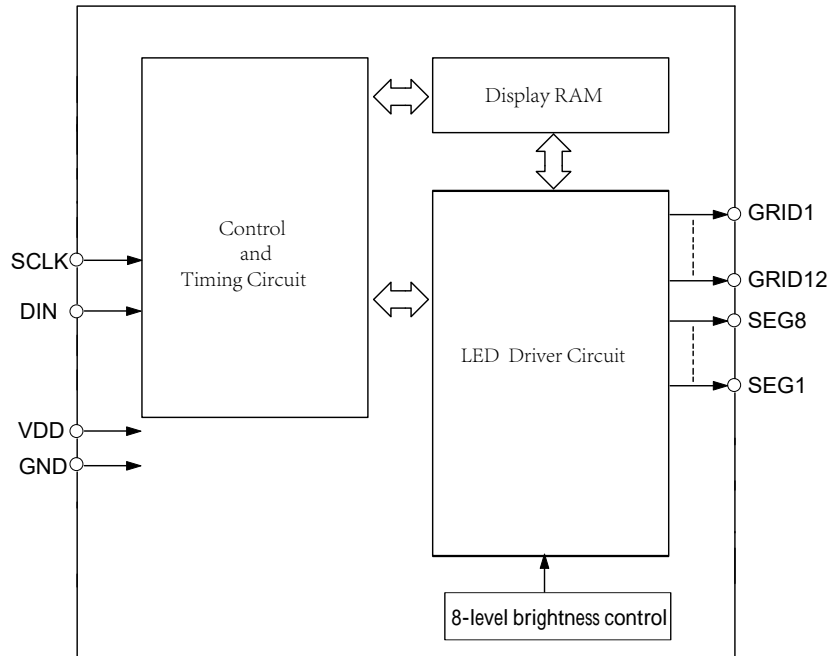 Display RAM
Control
and
Timing Circuit
SCLK
DIN
VDD
GND
LED Driver Circuit
GRID1
GRID12
SEG8
SEG1
8-level brightness control